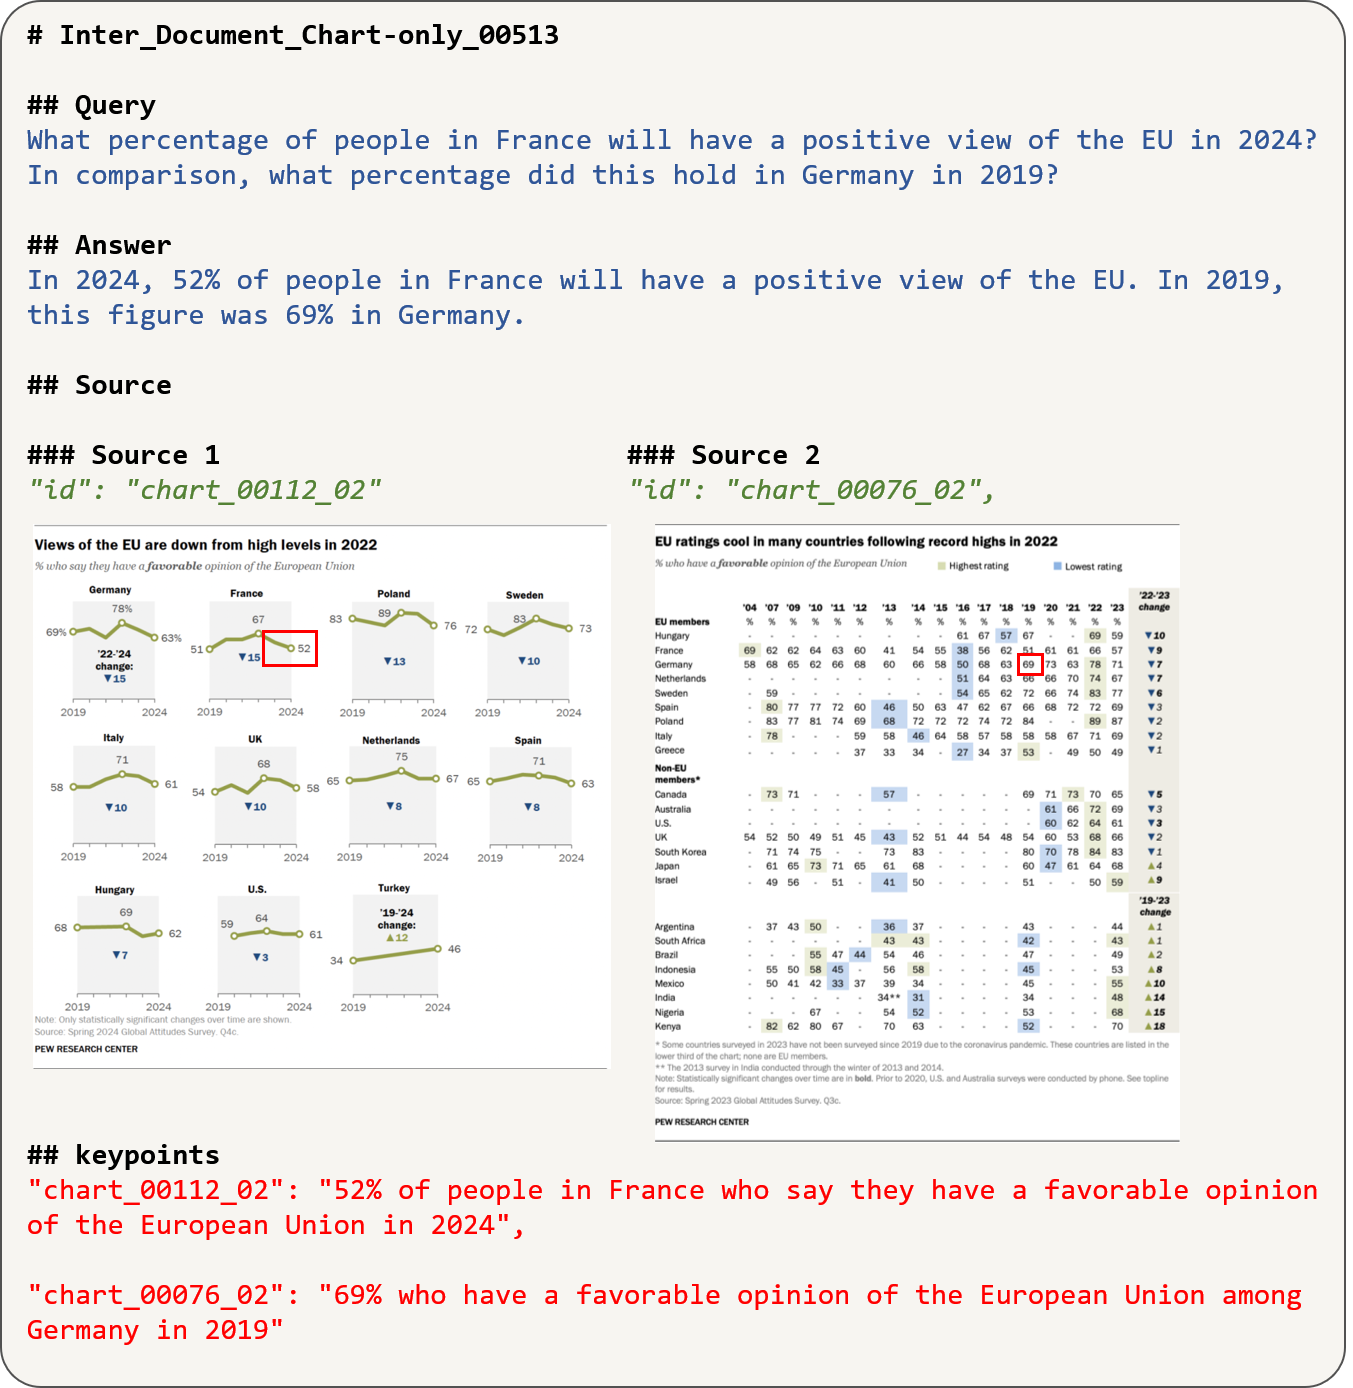 # Inter_Document_Chart-only_00513
## Query
What percentage of people in France will have a positive view of the EU in 2024?
In comparison, what percentage did this hold in Germany in 2019?
## Answer
In 2024, 52% of people in France will have a positive view of the EU. In 2019,
this figure was 69% in Germany.
## Source
### Source 1
"id": "chart_00112_02"
Views of the EU are down from high levels in 2022
% who say they have a favorable opinion of the European Union
Germany France Poland Sweden
69% 78% 63% 51 67 52 83 89 76 72 83 73
'22-'24
change:
▼15 ▼15 ▼13 ▼10
2019 2024 2019 2024 2019 2024 2019 2024
Italy UK Netherlands Spain
58 71 61 54 68 58 65 75 67 65 71 63
▼10 ▼10 ▼8 ▼8
2019 2024 2019 2024 2019 2024 2019 2024
Hungary U.S. Turkey
68 69 62 59 64 61 34 46
'19-'24
change:
▲12
▼7 ▼3
2019 2024 2019 2024 2019 2024
Note: Only statistically significant changes over time are shown.
Source: Spring 2024 Global Attitudes Survey. Q4c.
PEW RESEARCH CENTER
### Source 2
"id": "chart_00076_02",
EU ratings cool in many countries following record highs in 2022
% who have a favorable opinion of the European Union Highest rating Lowest rating
'22-'23
change
'04 '07 '09 '10 '11 '12 '13 '14 '15 '16 '17 '18 '19 '20 '21 '22 '23
EU members % % % % % % % % % % % % % % % % %
Hungary - - - - - - - - - 61 67 57 67 - - 69 59 ▼10
France 69 62 62 64 63 60 41 54 55 38 56 62 51 61 61 66 57 ▼9
Germany 58 68 65 62 66 68 60 66 58 50 68 63 69 73 63 78 71 ▼7
Netherlands - - - - - - - - - 51 64 63 66 66 70 74 67 ▼7
Sweden - 59 - - - - - - - 54 65 62 72 66 74 83 77 ▼6
Spain - 80 77 77 72 60 46 50 63 47 62 67 66 68 72 72 69 ▼3
Poland - 83 77 81 74 69 68 72 72 72 74 72 84 - - 89 87 ▼2
Italy - 78 - - - 59 58 46 64 58 57 58 58 58 67 71 69 ▼2
Greece - - - - - 37 33 34 - 27 34 37 53 - 49 50 49 ▼1
Non-EU
members*
Canada - 73 71 - - - 57 - - - - - 69 71 73 70 65 ▼5
Australia - - - - - - - - - - - - - 61 66 72 69 ▼3
U.S. - - - - - - - - - - - - - 60 62 64 61 ▼3
UK 54 52 50 49 51 45 43 52 51 44 54 48 54 60 53 68 66 ▼2
South Korea - 71 74 75 - - 73 83 - - - - 80 70 78 84 83 ▼1
Japan - 61 65 73 71 65 61 68 - - - - 60 47 61 64 68 ▲4
Israel - 49 56 - 51 - 41 50 - - - - 51 - - 50 59 ▲9
'19-'23
change
Argentina - 37 43 50 - - 36 37 - - - - 43 - - - 44 ▲1
South Africa - - - - - - 43 43 - - - - 42 - - - 43 ▲1
Brazil - - - 55 47 44 54 46 - - - - 47 - - - 49 ▲2
Indonesia - 55 50 58 45 - 56 58 - - - - 45 - - - 53 ▲8
Mexico - 50 41 42 33 37 39 34 - - - - 45 - - - 55 ▲10
India - - - - - - 34** 31 - - - - 34 - - - 48 ▲14
Nigeria - - - 67 - - 54 52 - - - - 53 - - - 68 ▲15
Kenya - 82 62 80 67 - 70 63 - - - - 52 - - - 70 ▲18
* Some countries surveyed in 2023 have not been surveyed since 2019 due to the coronavirus pandemic. These countries are listed in the
lower third of the chart; none are EU members.
** The 2013 survey in India conducted through the winter of 2013 and 2014.
Note: Statistically significant changes over time are in bold. Prior to 2020, U.S. and Australia surveys were conducted by phone. See topline
for results.
Source: Spring 2023 Global Attitudes Survey. Q3c.
PEW RESEARCH CENTER
## keypoints
"chart_00112_02": "52% of people in France who say they have a favorable opinion
of the European Union in 2024",
"chart_00076_02": "69% who have a favorable opinion of the European Union among
Germany in 2019"